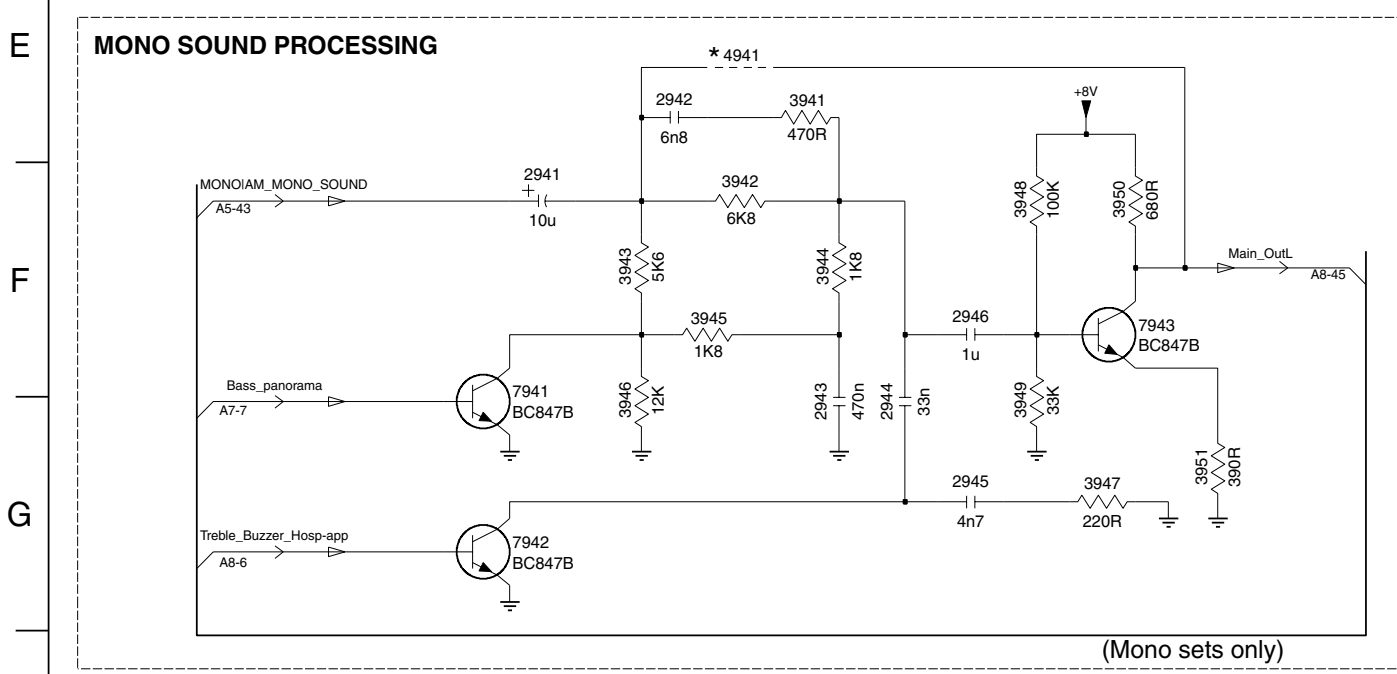 E
MONO SOUND PROCESSING
* 4941
+8V
2942
6n8
3941
470R
MONO|AM_MONO_SOUND
A5-43
2941
+
10u
3942
6K8
3948
100K
3950
680R
F
3943
5K6
3944
1K8
Main_OutL
A8-45
3945
1K8
2946
1u
7943
BC847B
Bass_panorama
A7-7
7941
BC847B
3946
12K
2943
470n
2944
33n
3949
33K
3951
390R
G
2945
4n7
3947
220R
Treble_Buzzer_Hosp-app
A8-6
7942
BC847B
(Mono sets only)